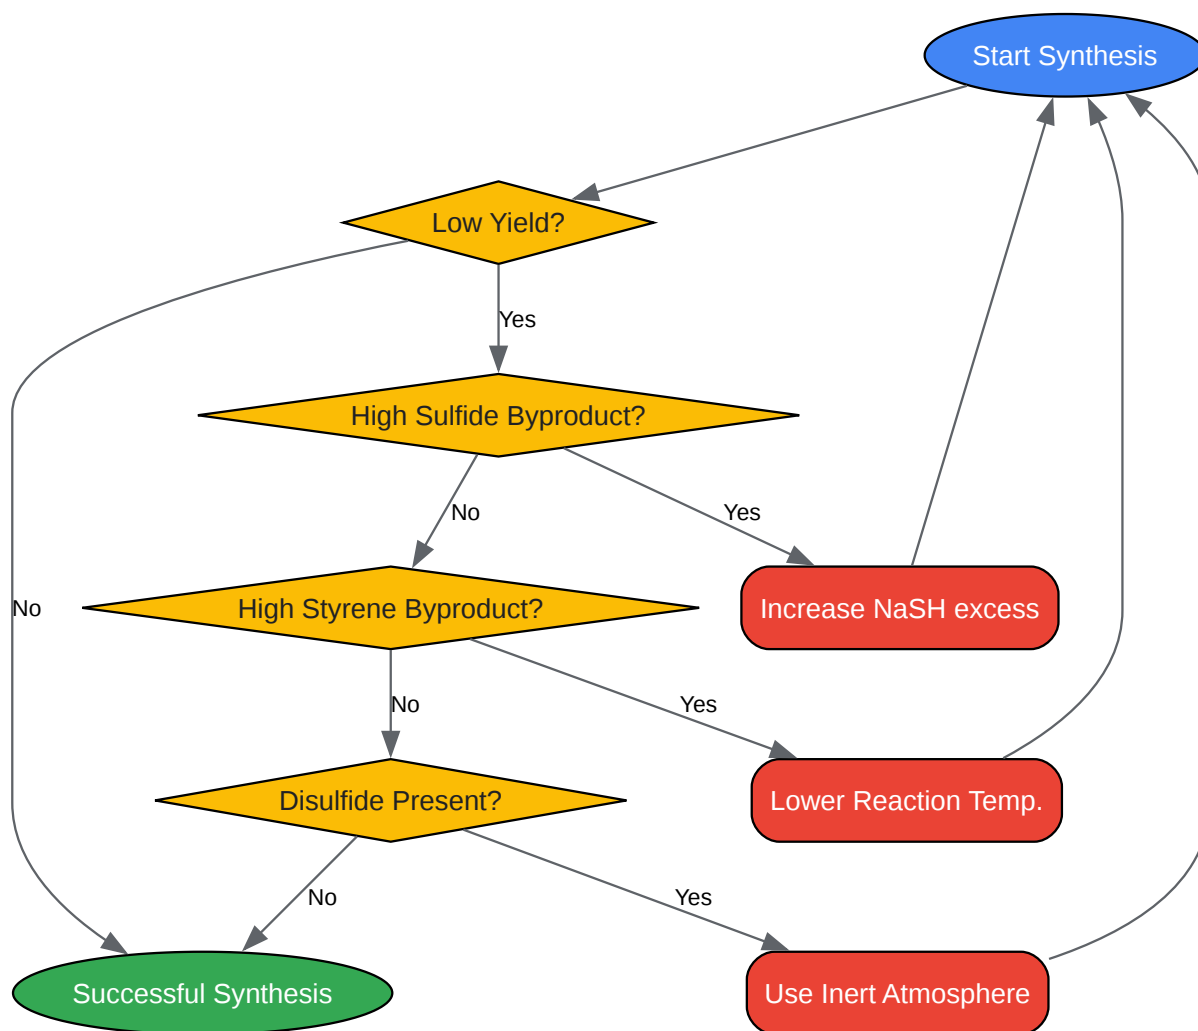 Start Synthesis
Low Yield?
Yes
High Sulfide Byproduct?
No
Yes
No
High Styrene Byproduct?
Increase NaSH excess
No
Yes
Disulfide Present?
Lower Reaction Temp.
No
Yes
Successful Synthesis
Use Inert Atmosphere